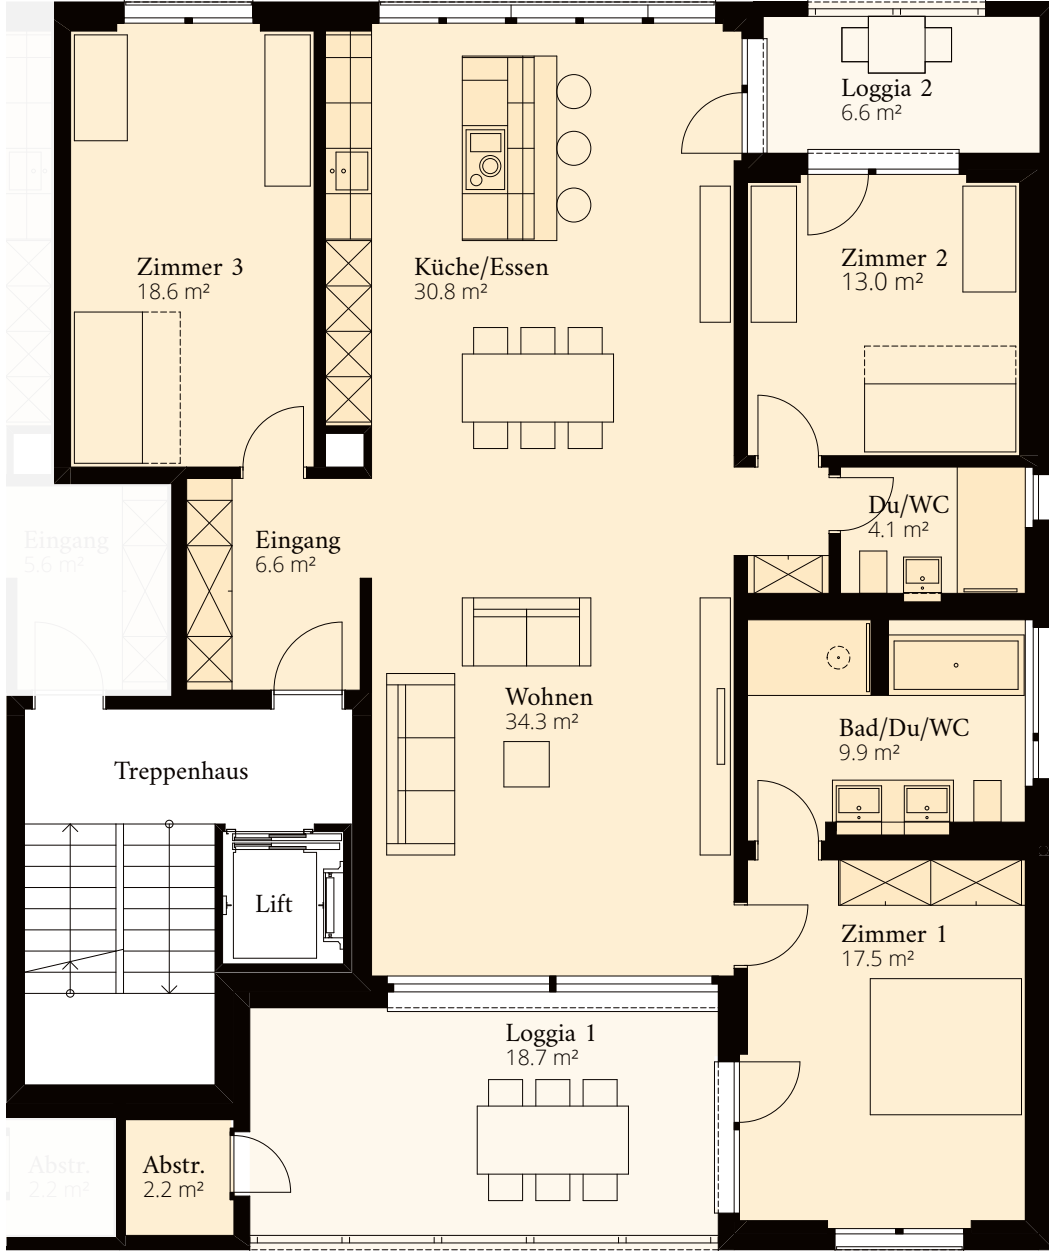 Loggia 2
6.6 m²
Zimmer 3
18.6 m²
Küche/Essen
30.8 m²
Zimmer 2
13.0 m²
Du/WC
4.1 m²
Eingang
5.6 m²
Eingang
6.6 m²
Wohnen
34.3 m²
Bad/Du/WC
9.9 m²
Treppenhaus
Lift
Zimmer 1
17.5 m²
Loggia 1
18.7 m²
Abstr.
2.2 m²
Abstr.
2.2 m²